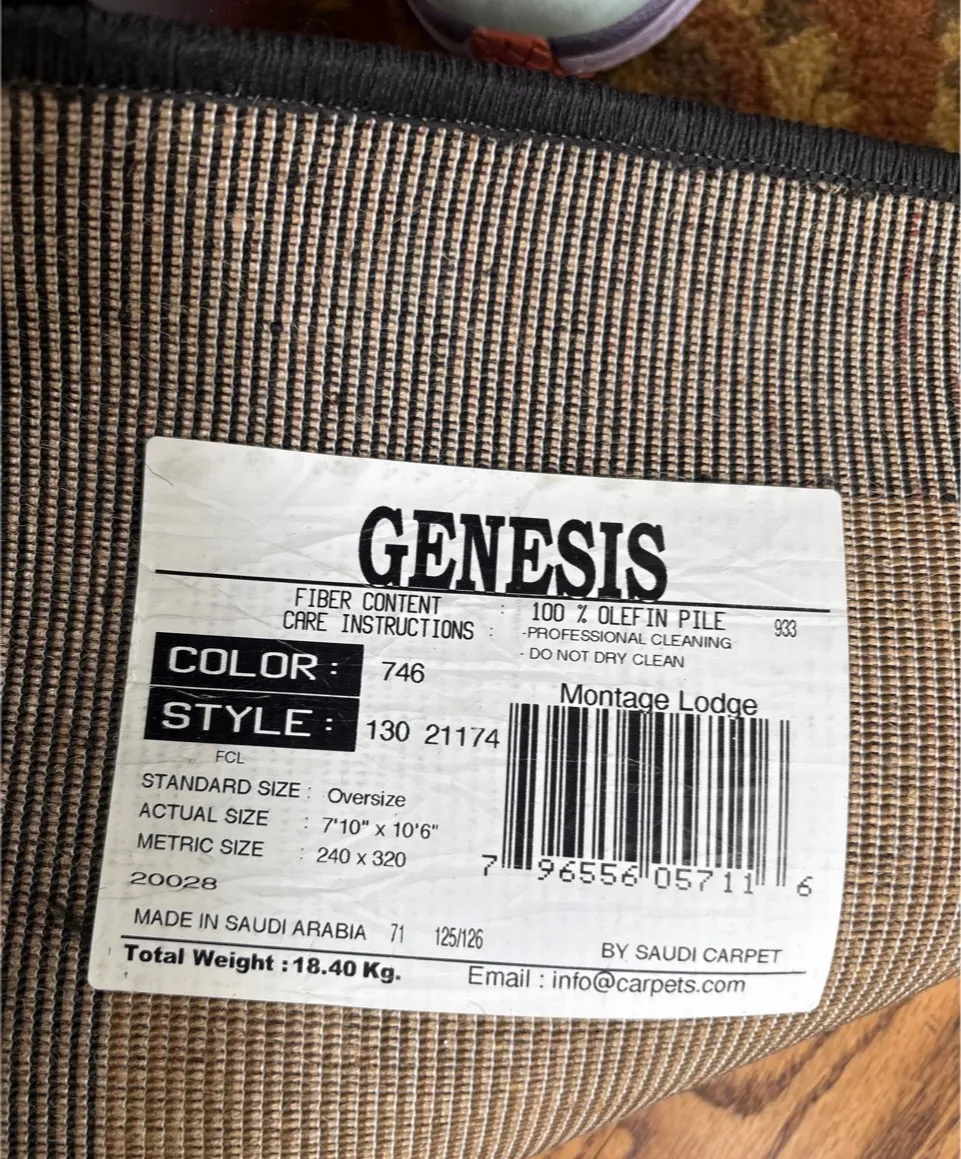 GENESIS
FIBER CONTENT : 100 % OLEFIN PILE 933
CARE INSTRUCTIONS : -PROFESSIONAL CLEANING
- DO NOT DRY CLEAN
COLOR : 746
Montage Lodge
STYLE : 130 21174
FCL
STANDARD SIZE : Oversize
ACTUAL SIZE : 7'10" x 10'6"
METRIC SIZE : 240 x 320
7 96556 05711 6
20028
MADE IN SAUDI ARABIA 71 125/126
BY SAUDI CARPET
Total Weight :18.40 Kg.
Email : info@carpets.com